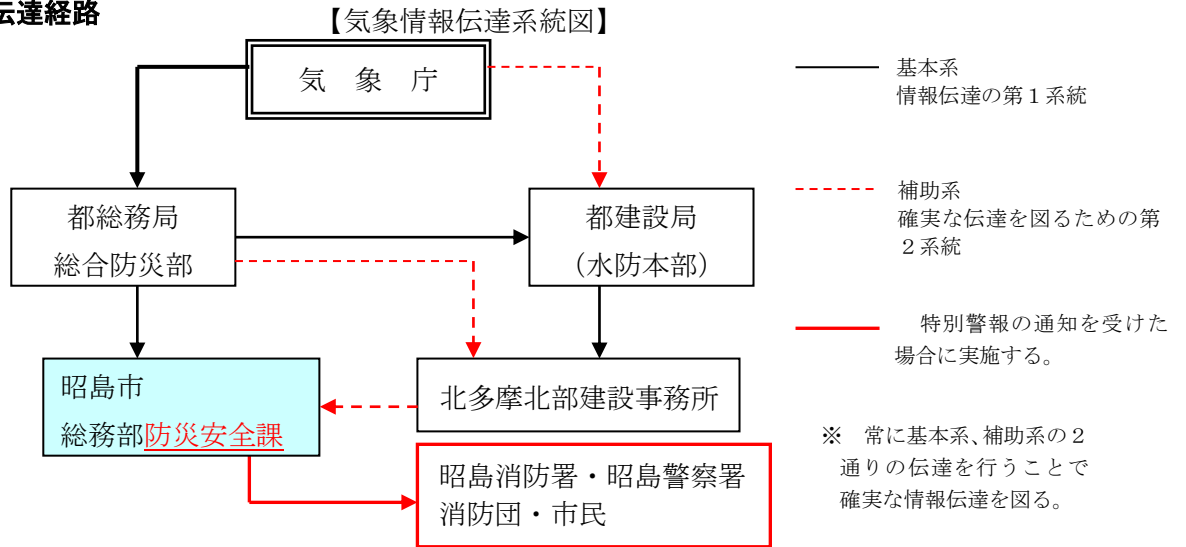 伝達経路
【気象情報伝達系統図】
気 象 庁
都総務局
総合防災部
都建設局
（水防本部）
昭島市
総務部防災安全課
北多摩北部建設事務所
昭島消防署・昭島警察署
消防団・市民
基本系
情報伝達の第１系統
補助系
確実な伝達を図るための第
２系統
特別警報の通知を受けた
場合に実施する。
※ 常に基本系、補助系の２
通りの伝達を行うことで
確実な情報伝達を図る。